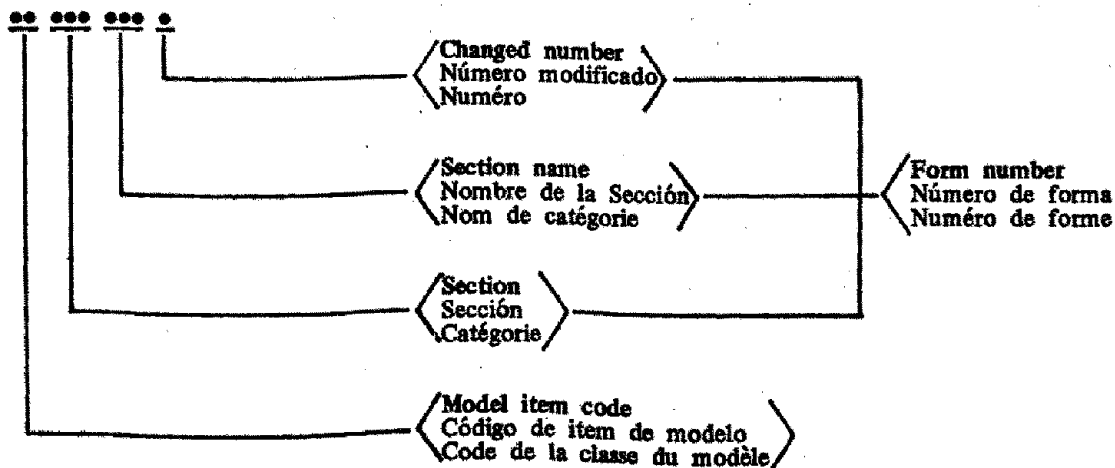 Changed number
Número modificado
Numéro
Section name
Nombre de la Sección
Nom de catégorie
Form number
Número de forma
Numéro de forme
Section
Sección
Catégorie
Model item code
Código de item de modelo
Code de la classe du modèle